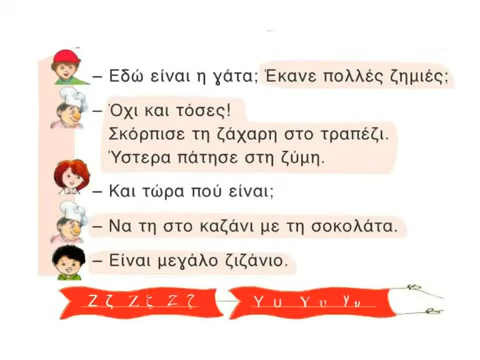 – Εδώ είναι η γάτα; Έκανε πολλές ζημιές;
– Όχι και τόσες!
Σκόρπισε τη ζάχαρη στο τραπέζι.
Ύστερα πάτησε στη ζύμη.
– Και τώρα πού είναι;
– Να τη στο καζάνι με τη σοκολάτα.
– Είναι μεγάλο ζιζάνιο.
Ζ ζ Ζ ζ Ζ ζ Υ υ Υ υ Υ υ